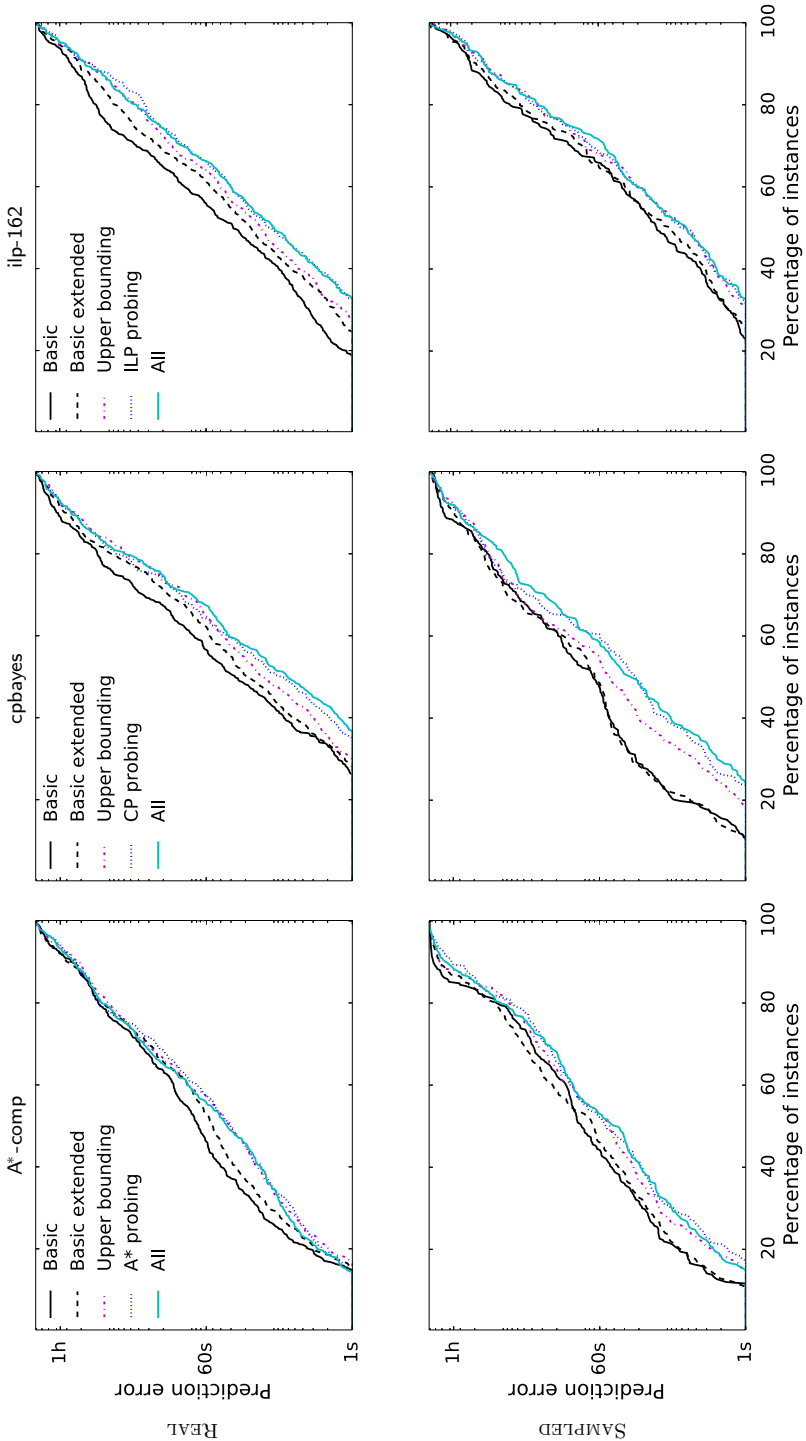 A*-comp
cpbayes
ilp-162
REAL
Prediction error
1h
60s
1s
Basic
Basic extended
Upper bounding
A* probing
All
Basic
Basic extended
Upper bounding
CP probing
All
Basic
Basic extended
Upper bounding
ILP probing
All
SAMPLED
Prediction error
1h
60s
1s
20 40 60 80 100
Percentage of instances
20 40 60 80 100
Percentage of instances
20 40 60 80 100
Percentage of instances